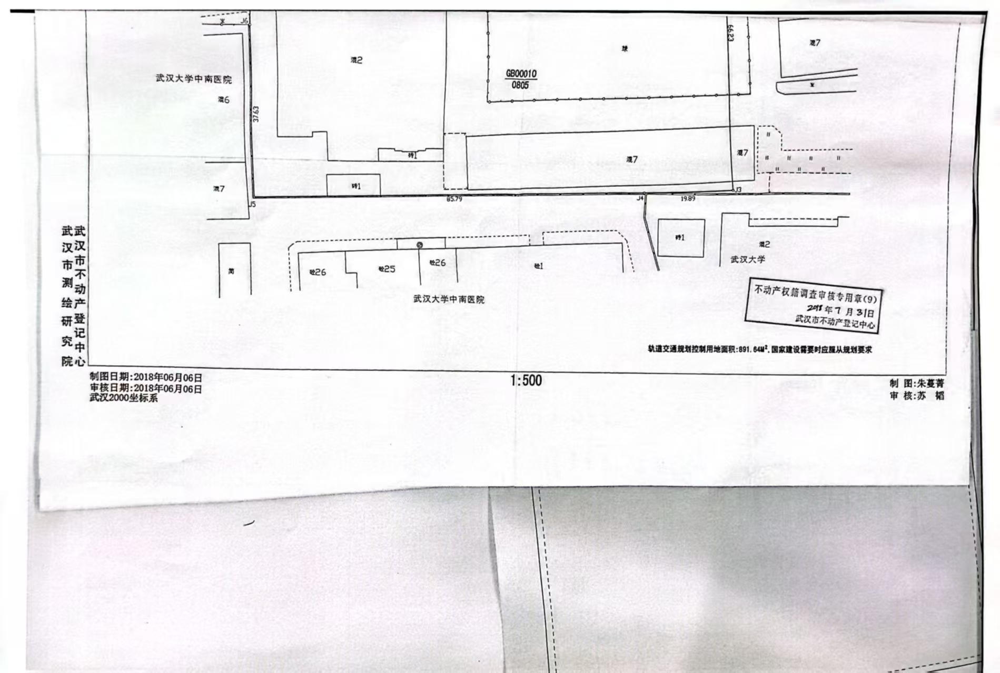 J6
66.23
混7
混2
球
武汉大学中南医院
GB00010
0805
混6
37.63
砖1
混7
混7
砖1
混7
J3
J5
85.79
J4
19.89
武汉市测绘研究院
武汉市不动产登记中心
简
砼26
砼25
砼26
砼1
砖1
混2
武汉大学
武汉大学中南医院
不动产权籍调查审核专用章(9)
2018年7月31日
武汉市不动产登记中心
轨道交通规划控制用地面积:891.64M²,国家建设需要时应服从规划要求
制图日期:2018年06月06日
审核日期:2018年06月06日
武汉2000坐标系
1:500
制 图:朱蔓菁
审 核:苏 韬